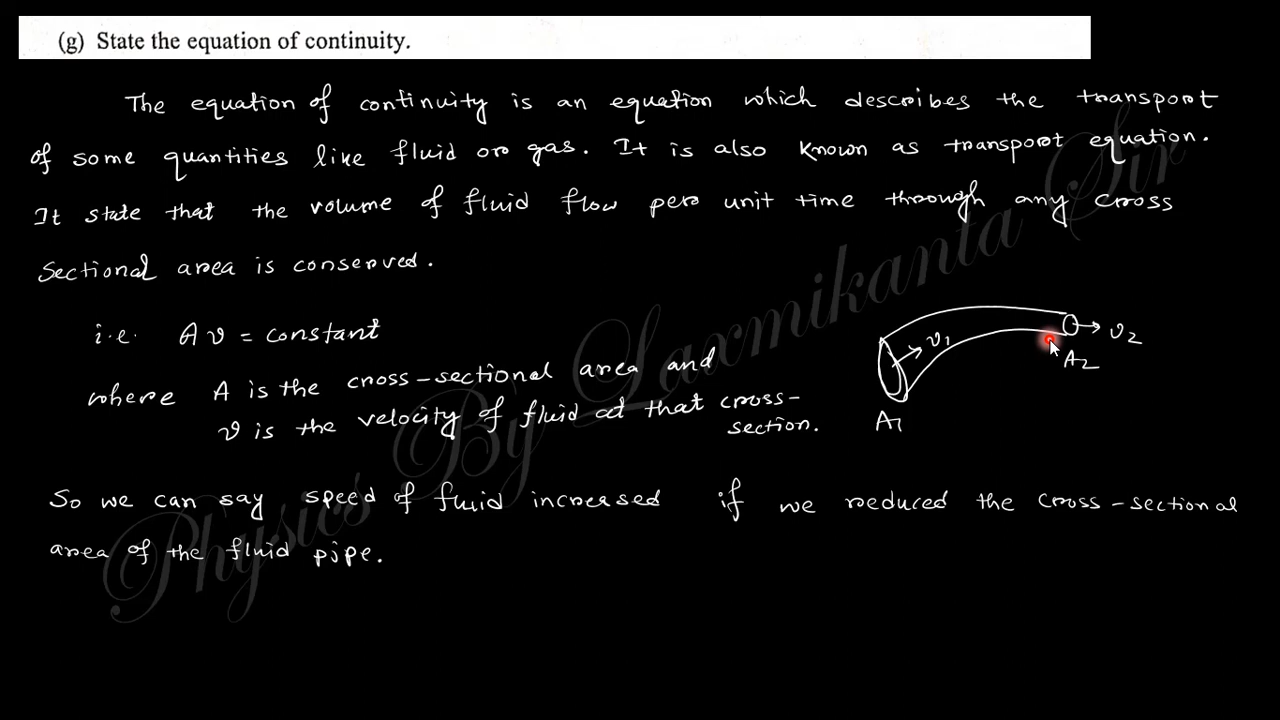 (g) State the equation of continuity.
The equation of continuity is an equation which describes the transport
of some quantities like fluid or gas. It is also known as transport equation.
It state that the volume of fluid flow per unit time through any cross
sectional area is conserved.
i.e. Av = constant
where A is the cross-sectional area and
v is the velocity of fluid at that cross-
section.
v1
v2
A2
A1
So we can say speed of fluid increased if we reduced the cross-sectional
area of the fluid pipe.
Physics By Laxmikanta Sir